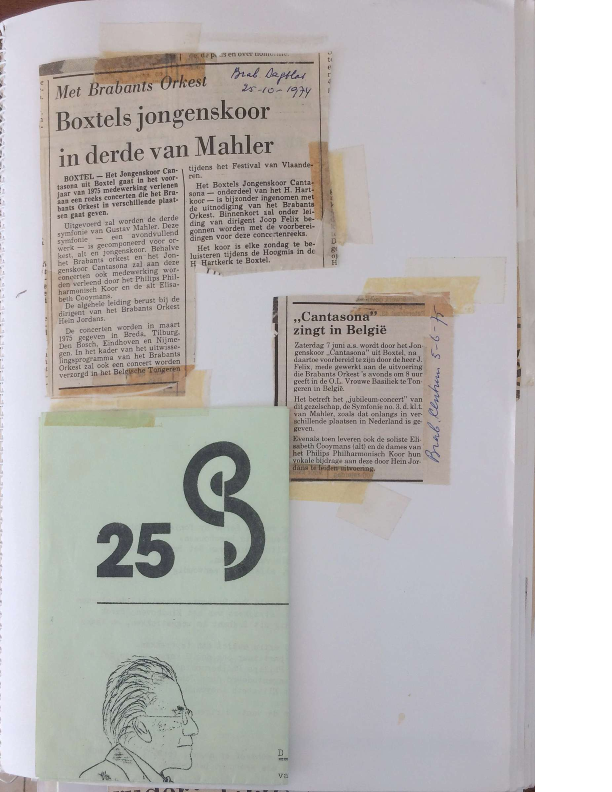 Met Brabants Orkest
Brab. Dagblad
25-10-1974
Boxtels jongenskoor
in derde van Mahler
BOXTEL — Het Jongenskoor Can-
tasona uit Boxtel gaat in het voor-
jaar van 1975 medewerking verlenen
aan een reeks concerten die het Bra-
bants Orkest in verschillende plaat-
sen gaat geven.
Uitgevoerd zal worden de derde
symfonie van Gustav Mahler. Deze
symfonie — een avondvullend
werk — is gecomponeerd voor or-
kest, alt en jongenskoor. Behalve
het Brabants orkest en het Jon-
genskoor Cantasona zal aan deze
concerten ook medewerking wor-
den verleend door het Philips Phil-
harmonisch Koor en de alt Elisa-
beth Cooymans.
De algehele leiding berust bij de
dirigent van het Brabants Orkest
Hein Jordans.
De concerten worden in maart
1975 gegeven in Breda, Tilburg,
Den Bosch, Eindhoven en Nijme-
gen. In het kader van het uitwisse-
lingsprogramma van het Brabants
Orkest zal ook een concert worden
verzorgd in het Belgische Tongeren
tijdens het Festival van Vlaande-
ren.
Het Boxtels Jongenskoor Canta-
sona — onderdeel van het H. Hart-
koor — is bijzonder ingenomen met
de uitnodiging van het Brabants
Orkest. Binnenkort zal onder lei-
ding van dirigent Joop Felix be-
gonnen worden met de voorberei-
dingen voor deze concertenreeks.
Het koor is elke zondag te be-
luisteren tijdens de Hoogmis in de
H Hartkerk te Boxtel.
„Cantasona”
zingt in België
Zaterdag 7 juni a.s. wordt door het Jon-
genskoor „Cantasona” uit Boxtel, na
daartoe voorbereid te zijn door de heer J.
Felix, mede gewerkt aan de uitvoering
die Brabants Orkest 's avonds om 8 uur
geeft in de O.L. Vrouwe Basiliek te Ton-
geren in België.
Het betreft het „jubileum-concert” van
dit gezelschap, de Symfonie no. 3. d. kl.t.
van Mahler, zoals dat onlangs in ver-
schillende plaatsen in Nederland is ge-
geven.
Evenals toen leveren ook de soliste Eli-
sabeth Cooymans (alt) en de dames van
het Philips Philharmonisch Koor hun
vokale bijdrage aan deze door Hein Jor-
dans te leiden uitvoering.
Brab. Centrum 5-6-75
25
D
va